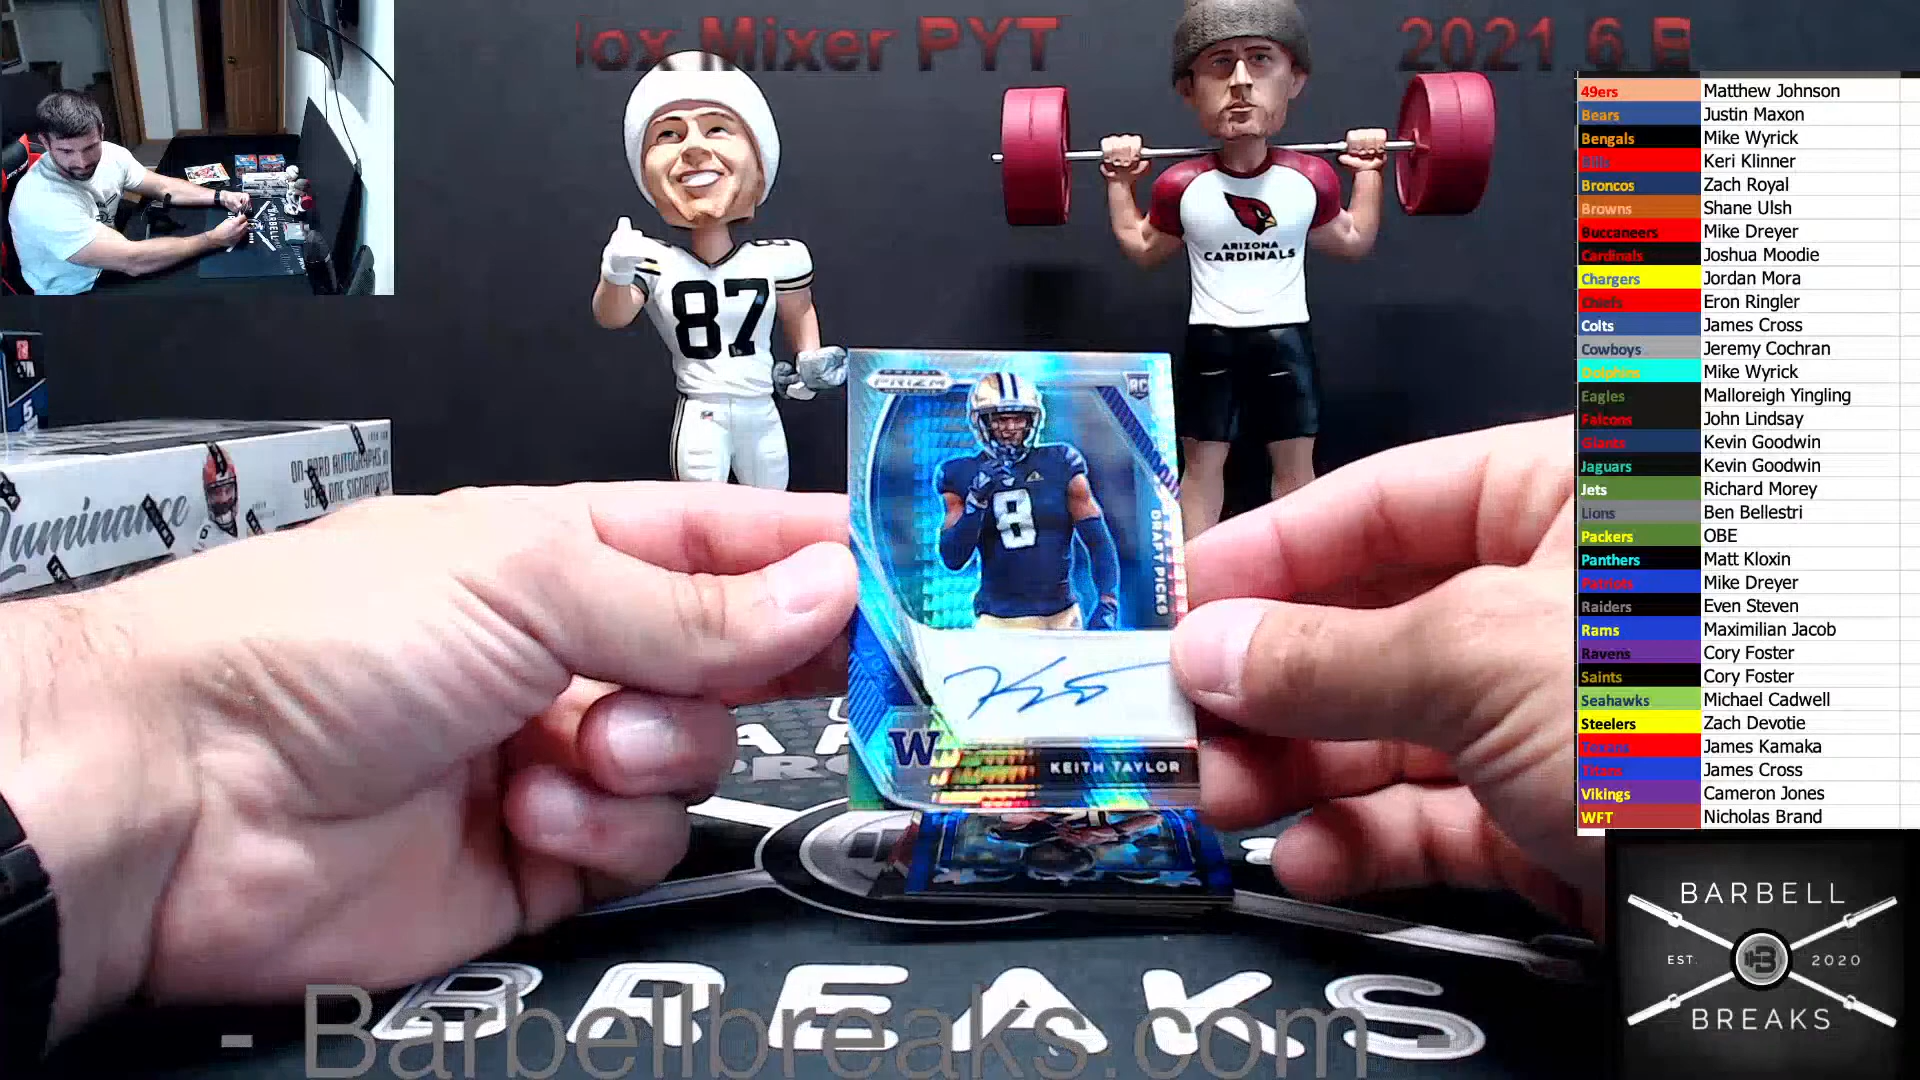 ox Mixer PYT
2021 6 B
49ers Matthew Johnson
Bears Justin Maxon
Bengals Mike Wyrick
Bills Keri Klinner
Broncos Zach Royal
Browns Shane Ulsh
Buccaneers Mike Dreyer
Cardinals Joshua Moodie
Chargers Jordan Mora
Chiefs Eron Ringler
Colts James Cross
Cowboys Jeremy Cochran
Dolphins Mike Wyrick
Eagles Malloreigh Yingling
Falcons John Lindsay
Giants Kevin Goodwin
Jaguars Kevin Goodwin
Jets Richard Morey
Lions Ben Bellestri
Packers OBE
Panthers Matt Kloxin
Patriots Mike Dreyer
Raiders Even Steven
Rams Maximilian Jacob
Ravens Cory Foster
Saints Cory Foster
Seahawks Michael Cadwell
Steelers Zach Devotie
Texans James Kamaka
Titans James Cross
Vikings Cameron Jones
WFT Nicholas Brand
87
ARIZONA
CARDINALS
PRIZM
RC
8
DRAFT PICKS
W
KEITH TAYLOR
Luminance
ON-CARD AUTOGRAPHS
YEAR ONE SIGNATURES
5
BREAKS
- Barbellbreaks.com -
BARBELL
EST. B 2020
BREAKS